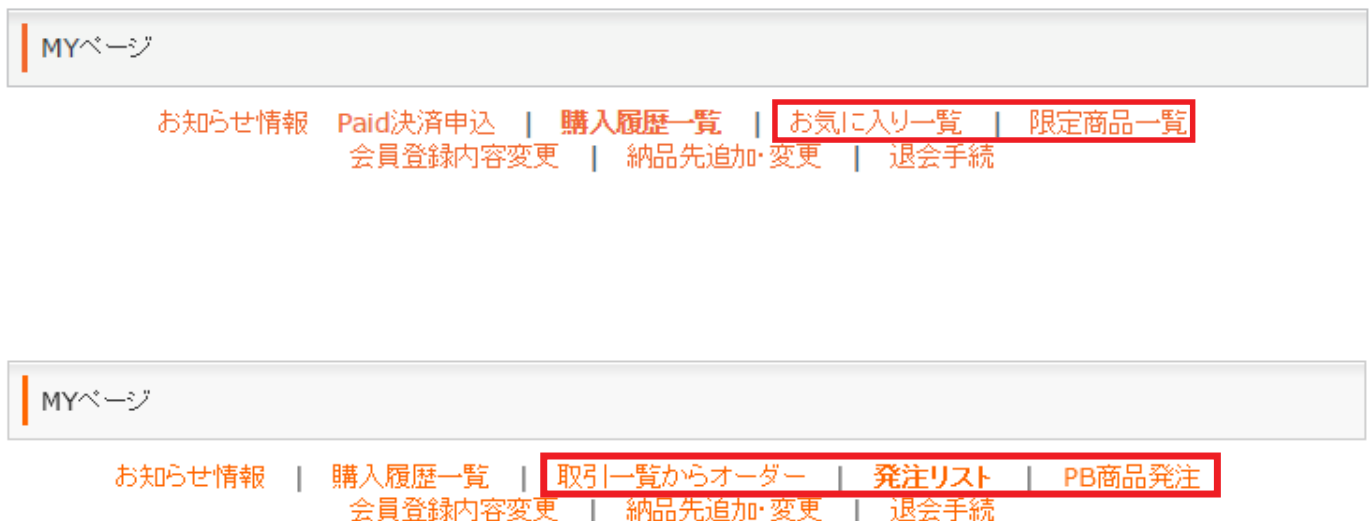 MYページ
お知らせ情報 Paid決済申込 | 購入履歴一覧 | お気に入り一覧 | 限定商品一覧
会員登録内容変更 | 納品先追加・変更 | 退会手続
MYページ
お知らせ情報 | 購入履歴一覧 | 取引一覧からオーダー | 発注リスト | PB商品発注
会員登録内容変更 | 納品先追加・変更 | 退会手続